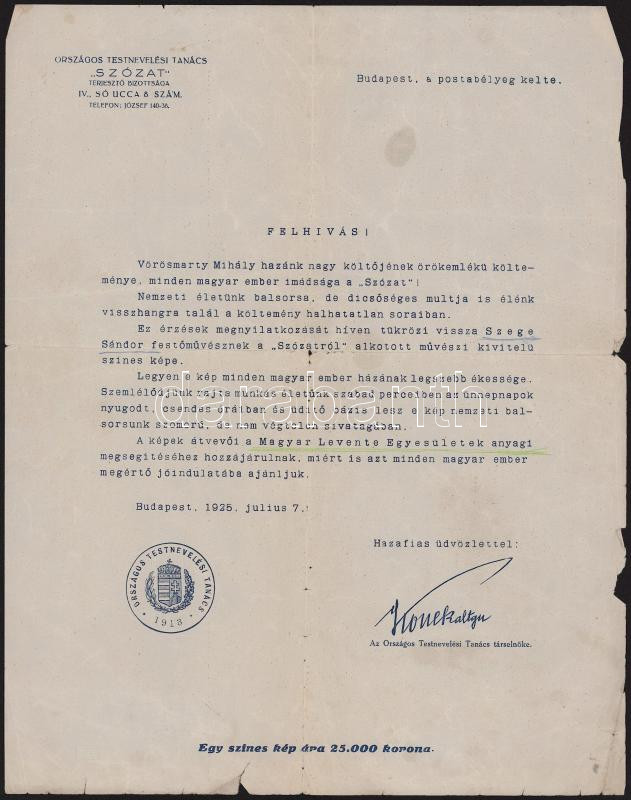 ORSZÁGOS TESTNEVELÉSI TANÁCS
„SZÓZAT"
TERJESZTŐ BIZOTTSÁGA
IV., SÓ UCCA 8. SZÁM.
TELEFON: JÓZSEF 140-36.
Budapest, a postabélyeg kelte.
FELHIVÁS!
Vörösmarty Mihály hazánk nagy költőjének örökemlékü költe-
ménye, minden magyar ember imádsága a „Szózat"!
Nemzeti életünk balsorsa, de dicsőséges multja is élénk
visszhangra talál a költemény halhatlan soraiban.
Ez érzések megnyilatkozását híven tükrözi vissza Szege
Sándor festőművésznek a „Szózatról" alkotott művészi kivitelü
szines képe.
Legyen e kép minden magyar ember házának legszebb ékessége.
Szemlélődjünk rajta munkás életünk szabad perceiben az ünnepnapok
nyugodt, csendes óráiban és üdítő oázis lesz e kép nemzeti bal-
sorsunk szomorú, de nem végtelen sivatagában.
A képek átvevői a Magyar Levente Egyesületek anyagi
megsegítéséhez hozzájárulnak, miért is azt minden magyar ember
megértő jóindulatába ajánljuk.
Budapest, 1925. július 7.
Hazafias üdvözlettel:
ORSZÁGOS TESTNEVELÉSI TANÁCS
1913
Az Országos Testnevelési Tanács társelnöke.
Egy szines kép ára 25.000 korona.
darabanth